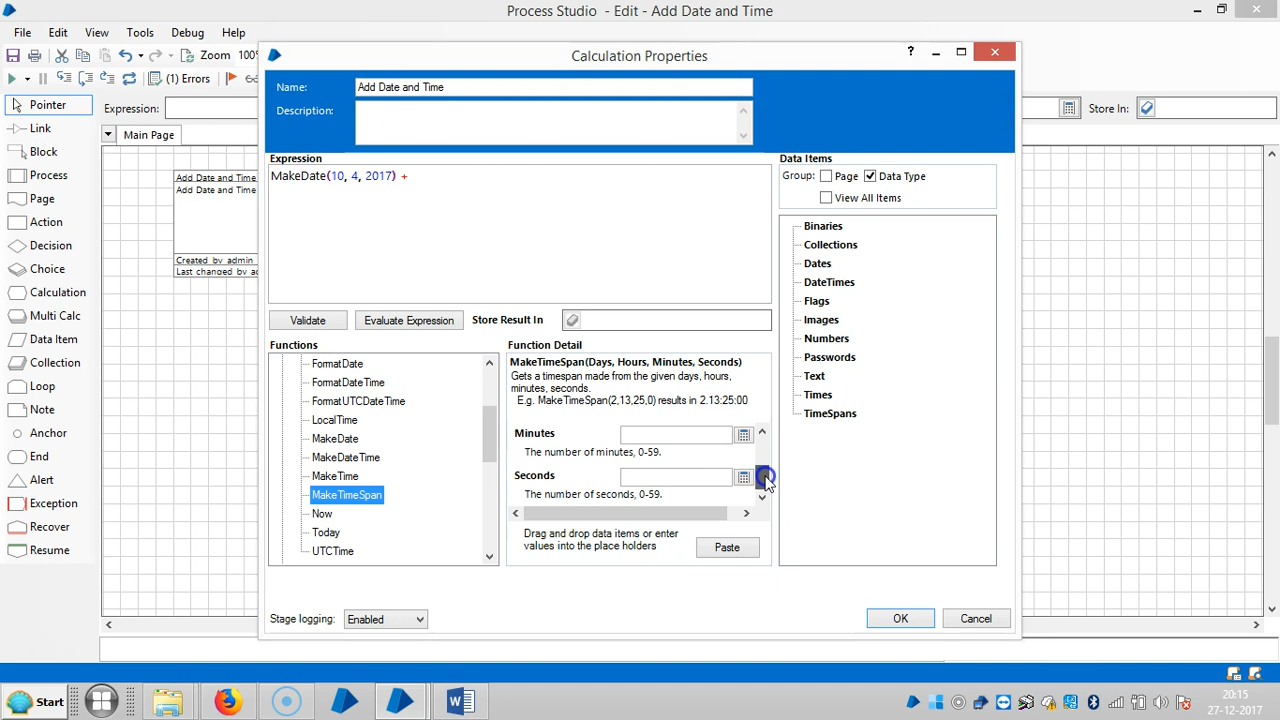 Process Studio - Edit - Add Date and Time
File Edit View Tools Debug Help
Zoom 100%
(1) Errors
Pointer
Link
Block
Process
Page
Action
Decision
Choice
Calculation
Multi Calc
Data Item
Collection
Loop
Note
Anchor
End
Alert
Exception
Recover
Resume
Expression:
Store In:
Main Page
Add Date and Time
Add Date and Time
Created by admin
Calculation Properties
?
Name: Add Date and Time
Description:
Expression
MakeDate(10, 4, 2017) +
Validate
Evaluate Expression
Store Result In
Functions
FormatDate
FormatDateTime
FormatUTCDateTime
LocalTime
MakeDate
MakeDateTime
MakeTime
MakeTimeSpan
Now
Today
UTCTime
Function Detail
MakeTimeSpan(Days, Hours, Minutes, Seconds)
Gets a timespan made from the given days, hours,
minutes, seconds.
E.g. MakeTimeSpan(2,13,25,0) results in 2.13:25:00
Minutes
The number of minutes, 0-59.
Seconds
The number of seconds, 0-59.
Drag and drop data items or enter
values into the place holders
Paste
Data Items
Group: Page Data Type
View All Items
Binaries
Collections
Dates
DateTimes
Flags
Images
Numbers
Passwords
Text
Times
TimeSpans
Stage logging: Enabled
OK
Cancel
Start
20:15
27-12-2017